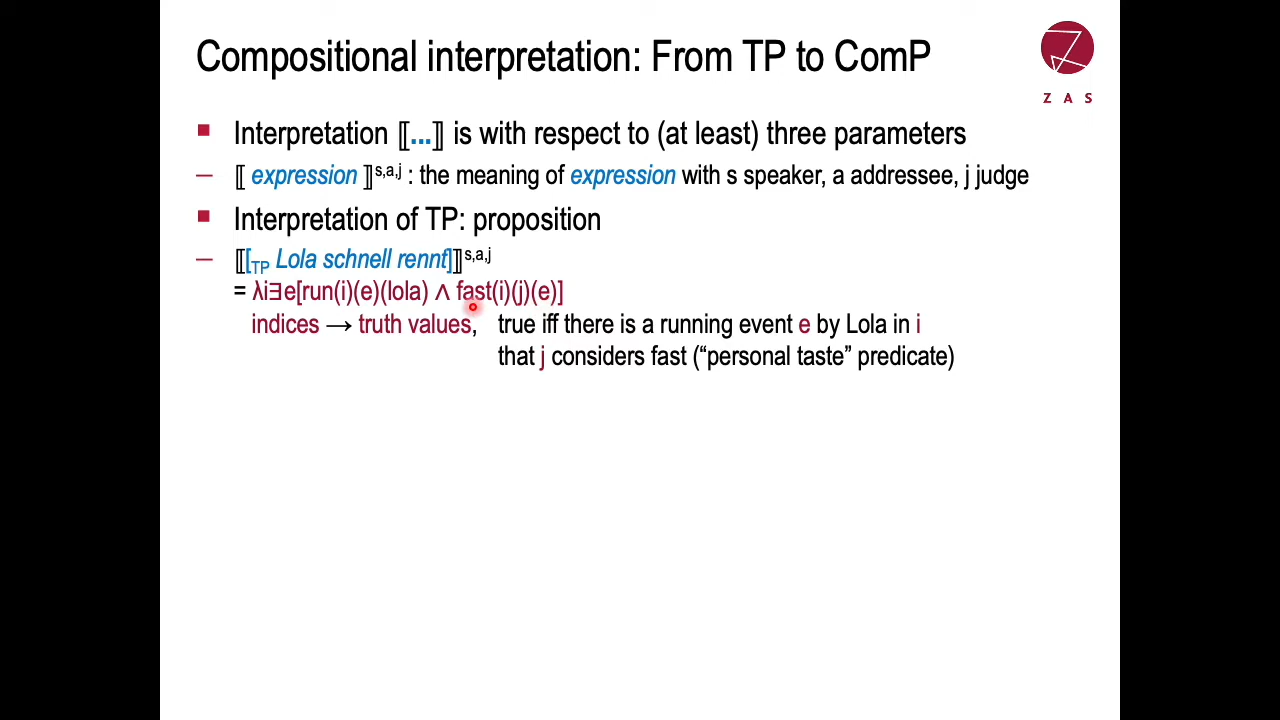 Compositional interpretation: From TP to ComP
Z A S
Interpretation ⟦...⟧ is with respect to (at least) three parameters
⟦ expression ⟧s,a,j : the meaning of expression with s speaker, a addressee, j judge
Interpretation of TP: proposition
⟦[TP Lola schnell rennt]⟧s,a,j
= λi∃e[run(i)(e)(lola) ∧ fast(i)(j)(e)]
indices → truth values, true iff there is a running event e by Lola in i
that j considers fast (“personal taste” predicate)